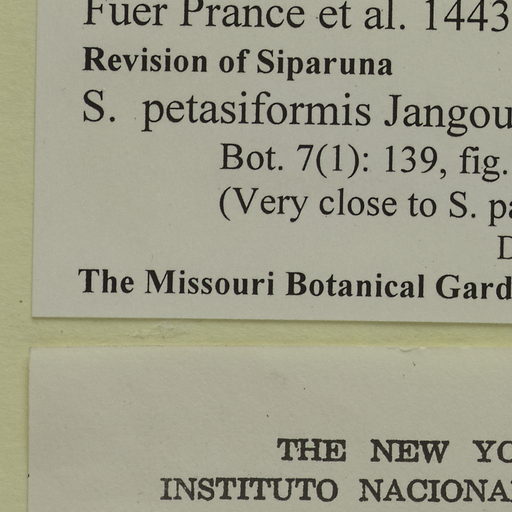 Fuer Prance et al. 1443
Revision of Siparuna
S. petasiformis Jangou
Bot. 7(1): 139, fig.
(Very close to S. pa
D
The Missouri Botanical Gard
THE NEW YO
INSTITUTO NACIONA